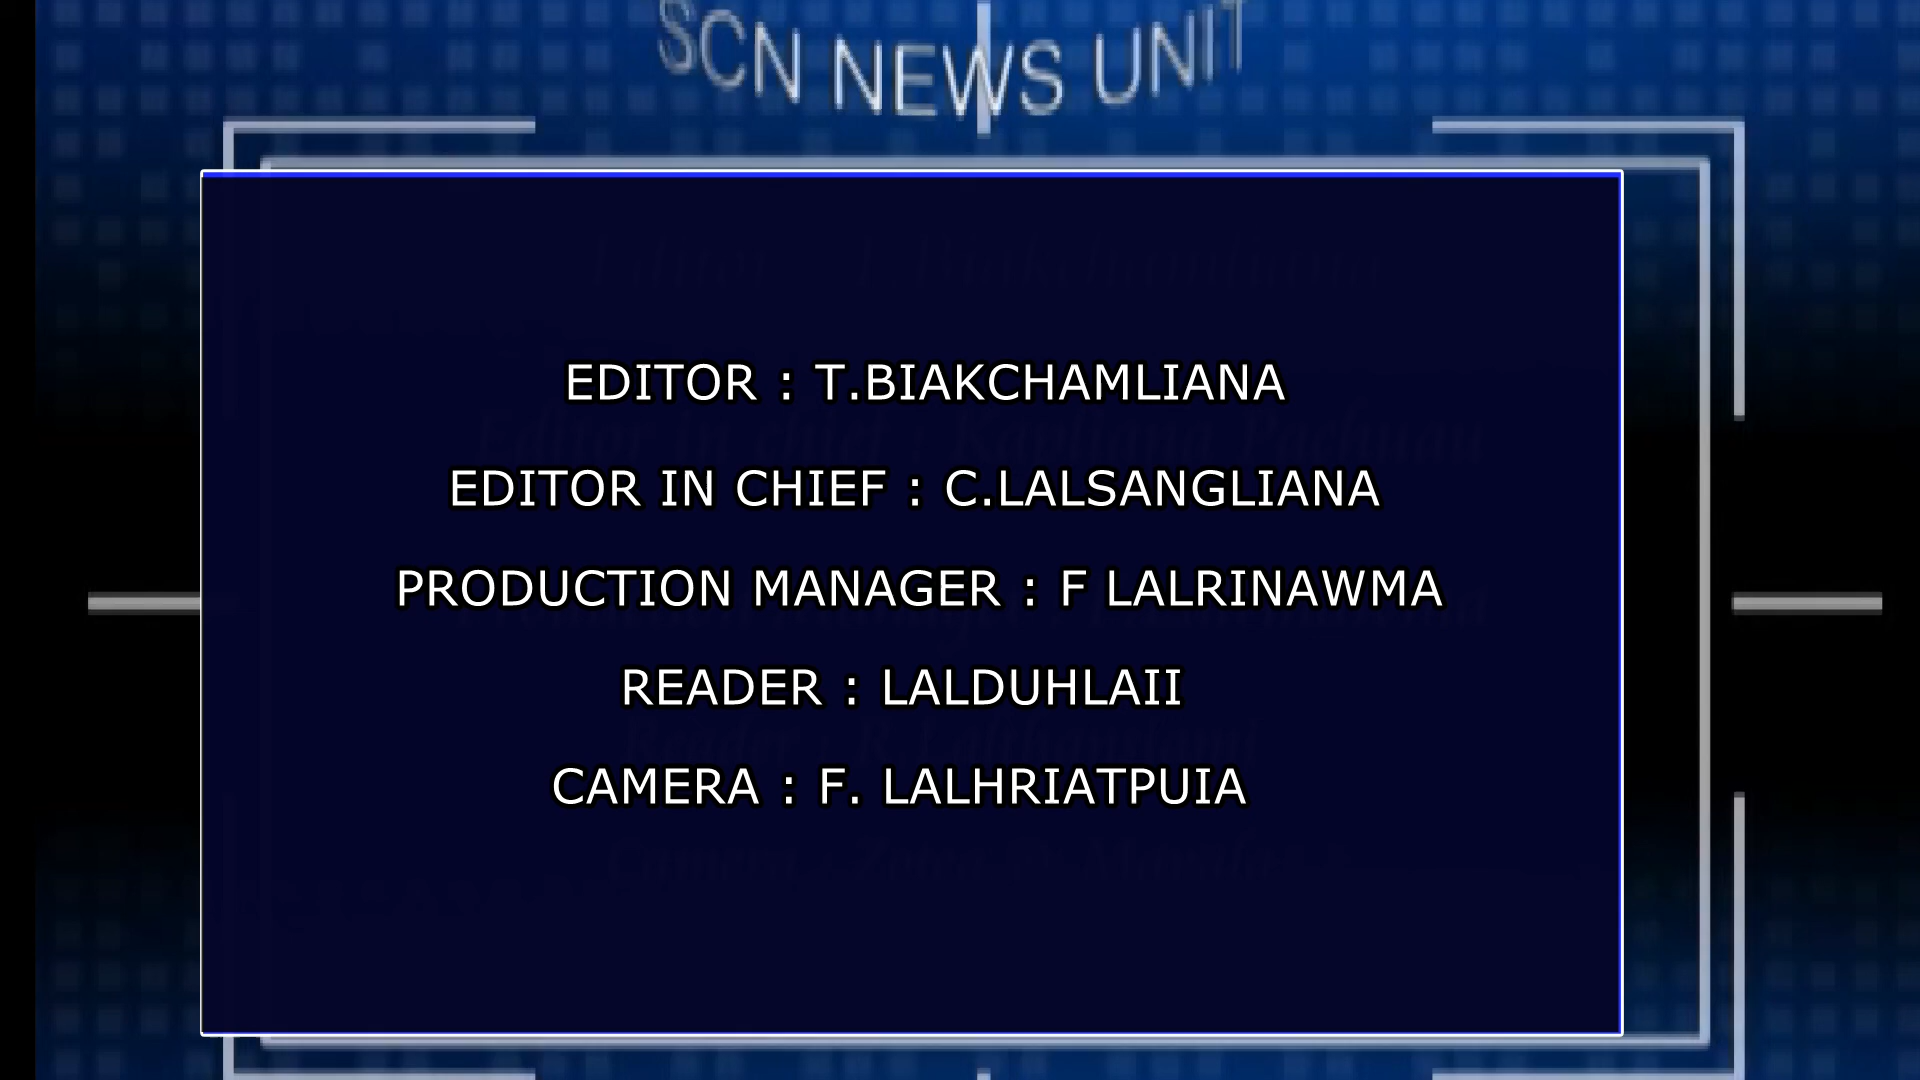 SCN NEWS UNIT
EDITOR : T.BIAKCHAMLIANA
EDITOR IN CHIEF : C.LALSANGLIANA
PRODUCTION MANAGER : F LALRINAWMA
READER : LALDUHLAII
CAMERA : F. LALHRIATPUIA